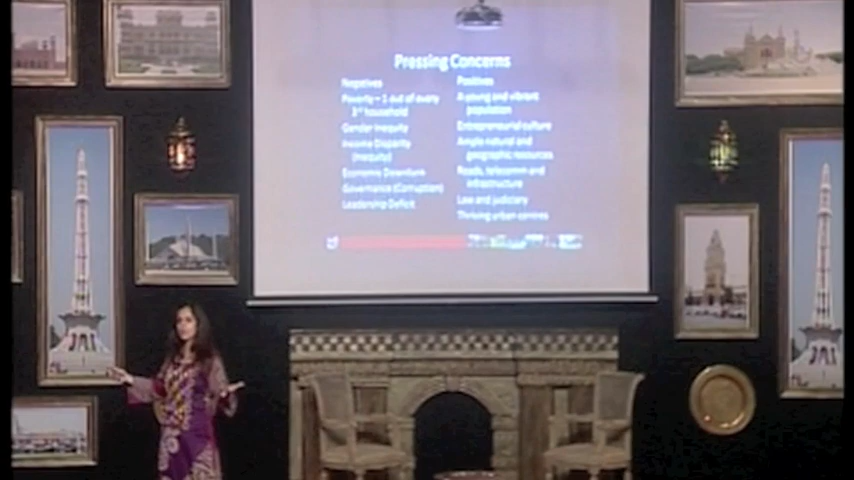 Pressing Concerns
Negatives
Poverty – 1 out of every
3rd household
Gender Inequity
Income Disparity
(Inequity)
Economic Downturn
Governance (Corruption)
Leadership Deficit
Positives
A young and vibrant
population
Entrepreneurial culture
Ample natural and
geographic resources
Roads, telecomm and
infrastructure
Law and judiciary
Thriving urban centres